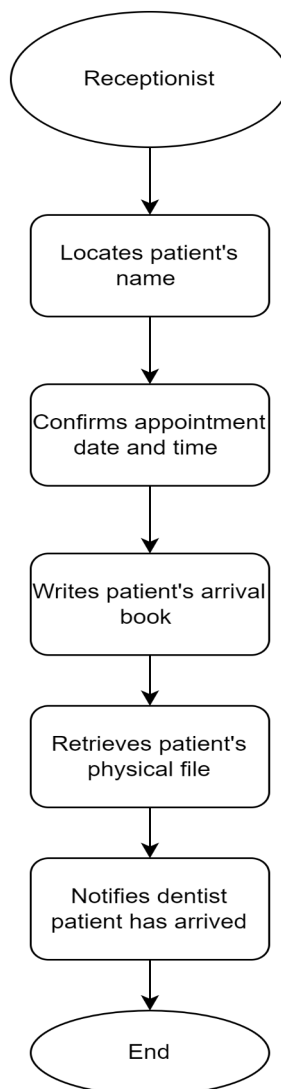 Receptionist
Locates patient's
name
Confirms appointment
date and time
Writes patient's arrival
book
Retrieves patient's
physical file
Notifies dentist
patient has arrived
End